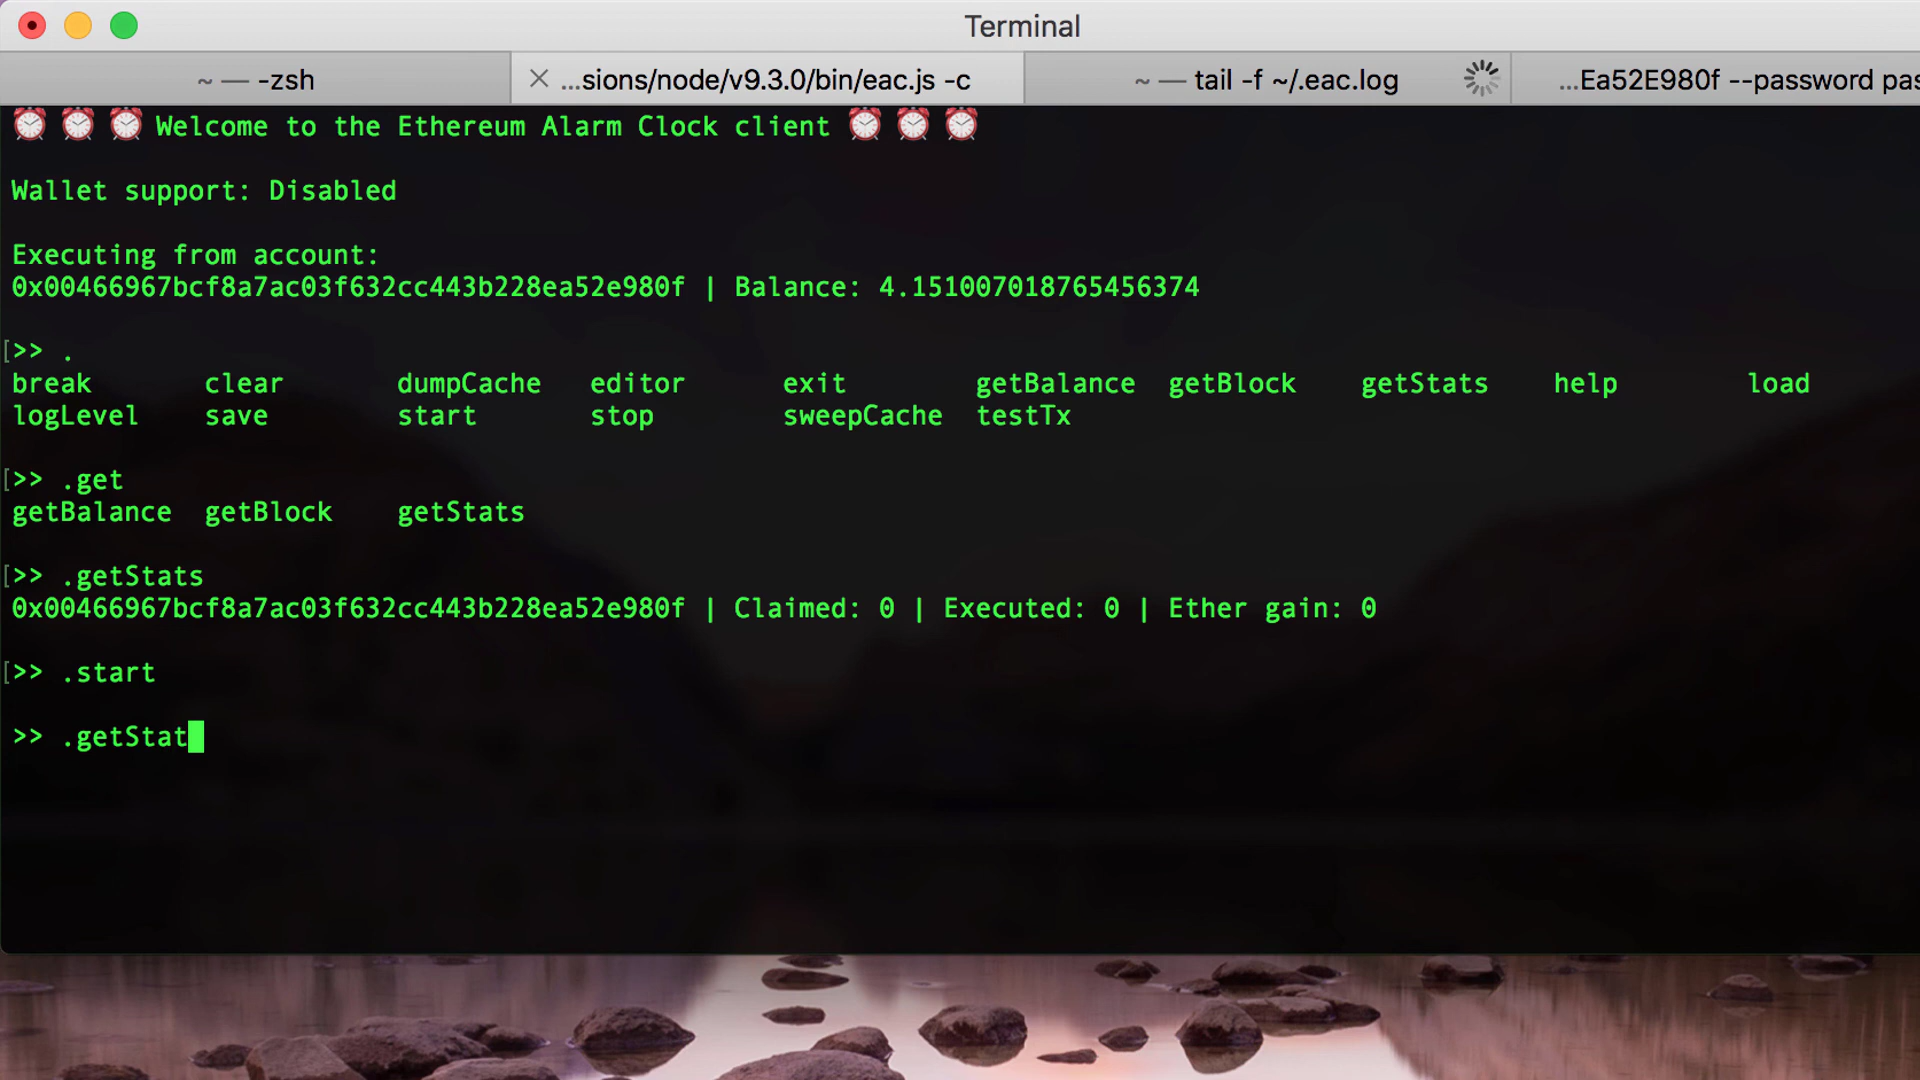 Terminal
~ — -zsh
...sions/node/v9.3.0/bin/eac.js -c
~ — tail -f ~/.eac.log
...Ea52E980f --password pas
⏰ ⏰ ⏰ Welcome to the Ethereum Alarm Clock client ⏰ ⏰ ⏰
Wallet support: Disabled
Executing from account:
0x00466967bcf8a7ac03f632cc443b228ea52e980f | Balance: 4.151007018765456374
[>> .
break clear dumpCache editor exit getBalance getBlock getStats help load
logLevel save start stop sweepCache testTx
[>> .get
getBalance getBlock getStats
[>> .getStats
0x00466967bcf8a7ac03f632cc443b228ea52e980f | Claimed: 0 | Executed: 0 | Ether gain: 0
[>> .start
>> .getStat